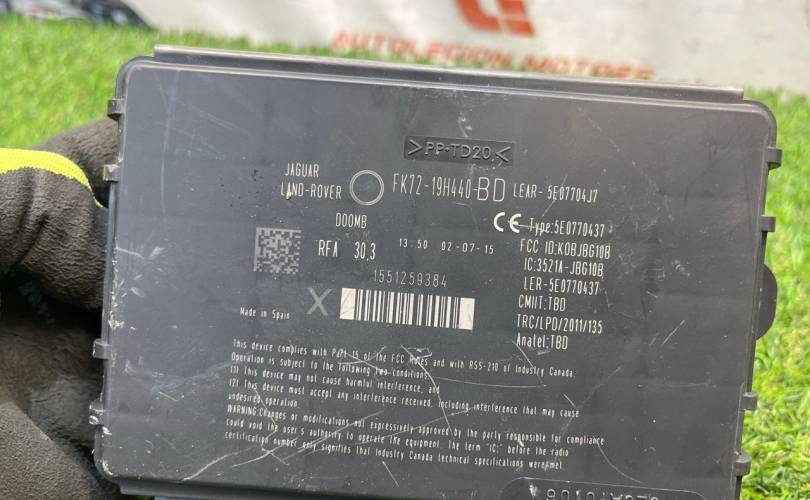 AUTOLEGION MOTORS
>PP-TD20<
JAGUAR
LAND-ROVER
FK72-19H440-BD LEAR- 5E07704J7
D00MB
RFA 30,3
13:50 02-07-15
CE Type:5E0770437
FCC ID:KOBJBG10B
IC:3521A-JBG10B
LER-5E0770437
CMIIT:TBD
TRC/LPD/2011/135
Anatel:TBD
1551259384
Made in Spain X
This device complies with Part 15 of the FCC Rules and with RSS-210 of Industry Canada.
Operation is subject to the following two conditions:
(1) This device may not cause harmful interference, and
(2) This device must accept any interference received, including interference that may cause
undesired operation.
WARNING:Changes or modifications not expressively approved by the party responsible for compliance
could void the user's authority to operate the equipment. The term "IC:" before the radio
certification number only signifies that Industry Canada technical specifications were met.